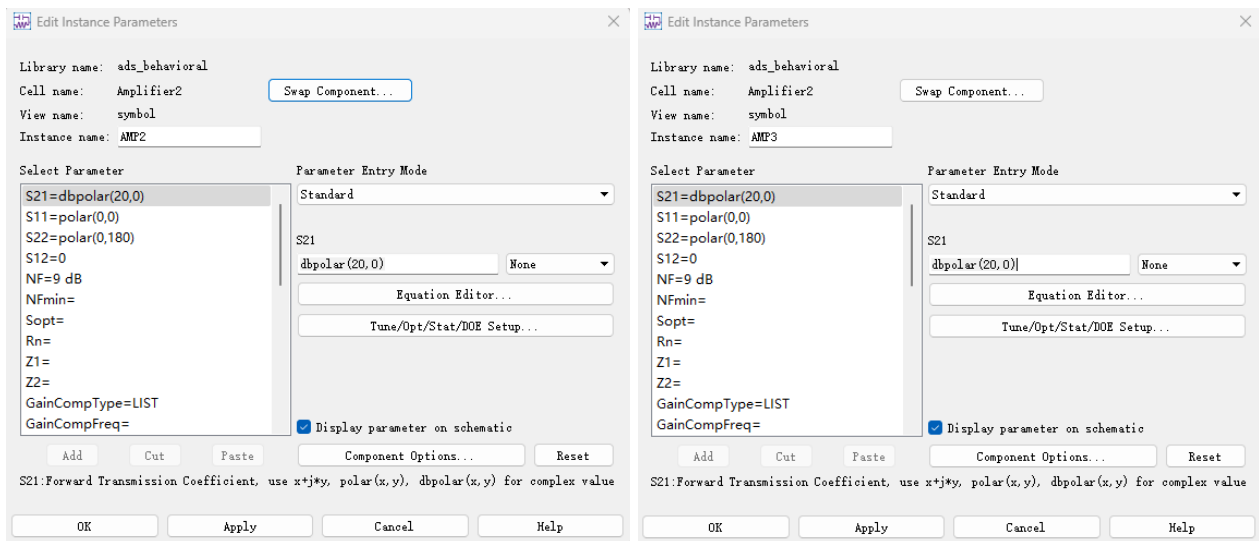 Edit Instance Parameters
Library name: ads_behavioral
Cell name: Amplifier2 Swap Component...
View name: symbol
Instance name: AMP2
Select Parameter Parameter Entry Mode
S21=dbpolar(20,0) Standard
S11=polar(0,0)
S22=polar(0,180) S21
S12=0 dbpolar(20,0) None
NF=9 dB
NFmin= Equation Editor...
Sopt=
Rn= Tune/Opt/Stat/DOE Setup...
Z1=
Z2=
GainCompType=LIST
GainCompFreq= Display parameter on schematic
Add Cut Paste Component Options... Reset
S21:Forward Transmission Coefficient, use x+j*y, polar(x,y), dbpolar(x,y) for complex value
OK Apply Cancel Help
Edit Instance Parameters
Library name: ads_behavioral
Cell name: Amplifier2 Swap Component...
View name: symbol
Instance name: AMP3
Select Parameter Parameter Entry Mode
S21=dbpolar(20,0) Standard
S11=polar(0,0)
S22=polar(0,180) S21
S12=0 dbpolar(20,0) None
NF=9 dB
NFmin= Equation Editor...
Sopt=
Rn= Tune/Opt/Stat/DOE Setup...
Z1=
Z2=
GainCompType=LIST
GainCompFreq= Display parameter on schematic
Add Cut Paste Component Options... Reset
S21:Forward Transmission Coefficient, use x+j*y, polar(x,y), dbpolar(x,y) for complex value
OK Apply Cancel Help